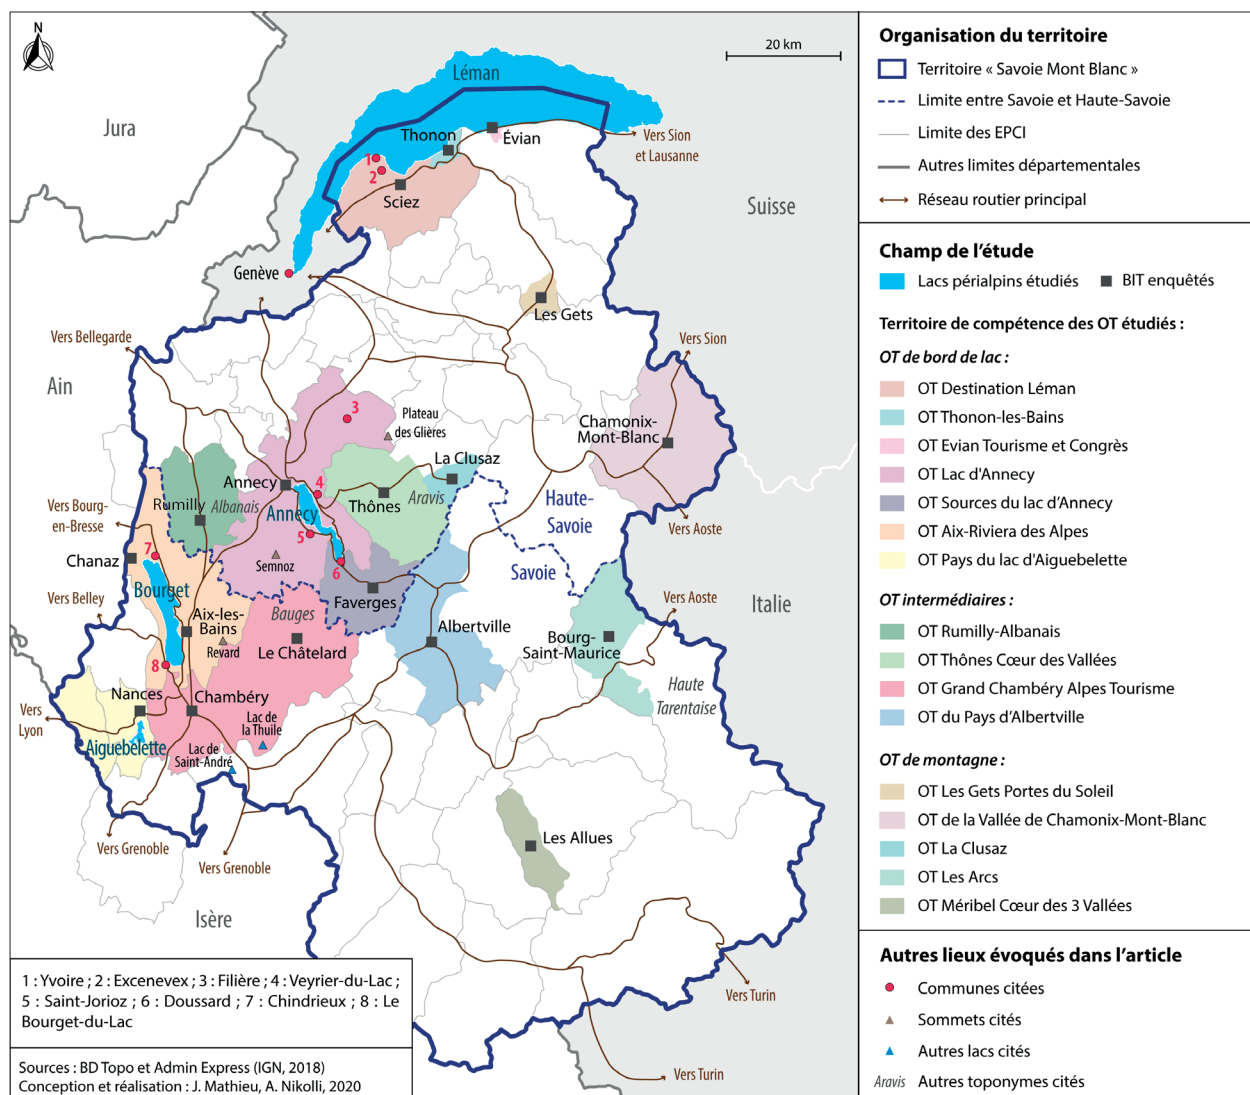 N
20 km
Léman
Jura
Thonon
Évian
Vers Sion
et Lausanne
1
2
Sciez
Suisse
Genève
Les Gets
Vers Bellegarde
Vers Sion
Ain
3
Plateau
des Glières
Chamonix-
Mont-Blanc
La Clusaz
Annecy
4
Aravis
Haute-
Savoie
Vers Bourg-
en-Bresse
Rumilly
Albanais
Annecy
Thônes
5
Vers Aoste
Chanaz
7
Semnoz
6
Savoie
Bourget
Faverges
Vers Belley
Aix-les-
Bains
Bauges
Vers Aoste
Italie
Revard
Le Châtelard
Albertville
Bourg-
Saint-Maurice
8
Nances
Chambéry
Haute
Tarentaise
Vers
Lyon
Lac de
la Thuile
Aiguebelette
Lac de
Saint-André
Vers Grenoble
Vers Grenoble
Les Allues
Isère
Vers Turin
Vers Turin
1 : Yvoire ; 2 : Excenevex ; 3 : Filière ; 4 : Veyrier-du-Lac ;
5 : Saint-Jorioz ; 6 : Doussard ; 7 : Chindrieux ; 8 : Le
Bourget-du-Lac
Sources : BD Topo et Admin Express (IGN, 2018)
Conception et réalisation : J. Mathieu, A. Nikolli, 2020
Organisation du territoire
Territoire « Savoie Mont Blanc »
Limite entre Savoie et Haute-Savoie
Limite des EPCI
Autres limites départementales
Réseau routier principal
Champ de l'étude
Lacs périalpins étudiés
BIT enquêtés
Territoire de compétence des OT étudiés :
OT de bord de lac :
OT Destination Léman
OT Thonon-les-Bains
OT Evian Tourisme et Congrès
OT Lac d'Annecy
OT Sources du lac d'Annecy
OT Aix-Riviera des Alpes
OT Pays du lac d'Aiguebelette
OT intermédiaires :
OT Rumilly-Albanais
OT Thônes Cœur des Vallées
OT Grand Chambéry Alpes Tourisme
OT du Pays d'Albertville
OT de montagne :
OT Les Gets Portes du Soleil
OT de la Vallée de Chamonix-Mont-Blanc
OT La Clusaz
OT Les Arcs
OT Méribel Cœur des 3 Vallées
Autres lieux évoqués dans l'article
Communes citées
Sommets cités
Autres lacs cités
Aravis Autres toponymes cités